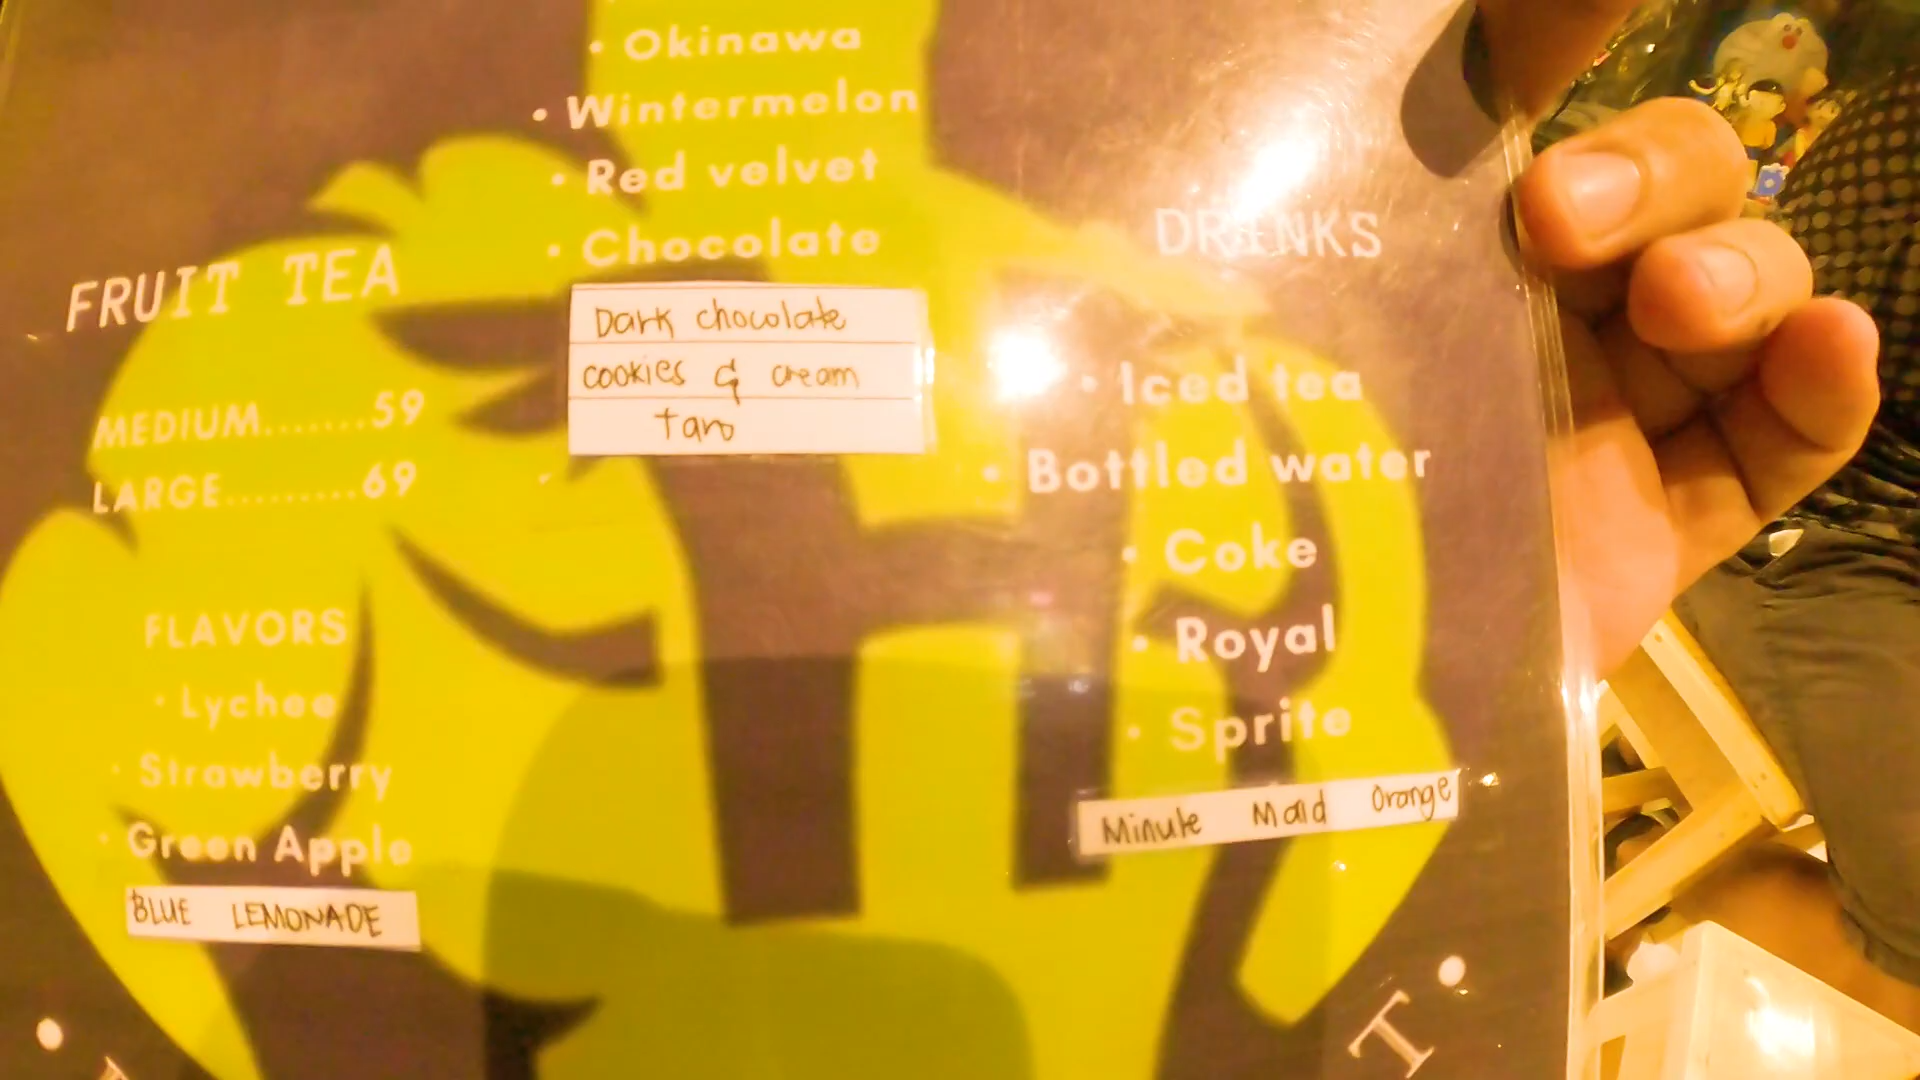 • Okinawa
• Wintermelon
• Red velvet
• Chocolate
Dark chocolate
cookies & cream
Taro
FRUIT TEA
MEDIUM.......59
LARGE.........69
FLAVORS
• Lychee
• Strawberry
• Green Apple
BLUE LEMONADE
DRINKS
• Iced tea
• Bottled water
• Coke
• Royal
• Sprite
Minute Maid Orange
T